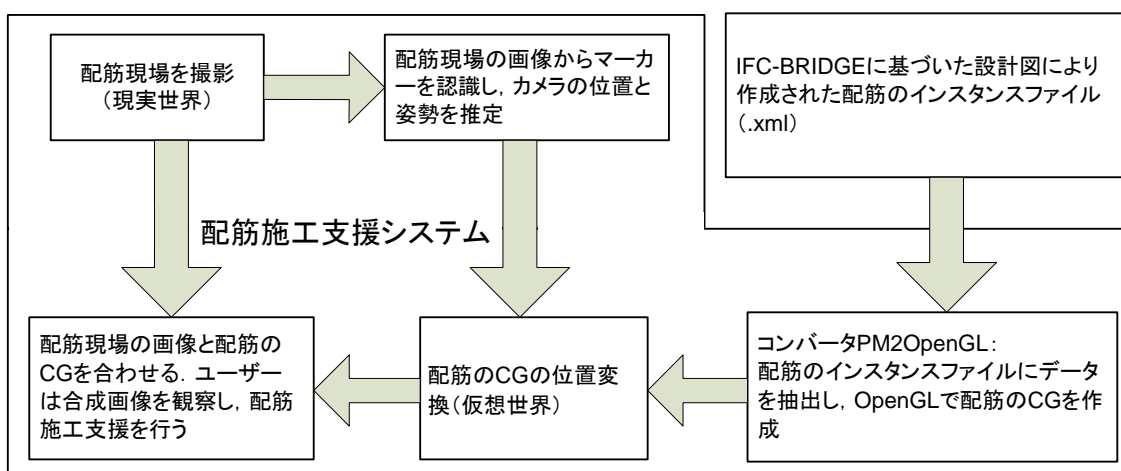 配筋現場を撮影
(現実世界)
配筋現場の画像からマーカ
ーを認識し，カメラの位置と
姿勢を推定
IFC-BRIDGEに基づいた設計図により
作成された配筋のインスタンスファイル
(.xml)
配筋施工支援システム
配筋現場の画像と配筋の
CGを合わせる．ユーザー
は合成画像を観察し，配筋
施工支援を行う
配筋のCGの位置変
換(仮想世界)
コンバータPM2OpenGL：
配筋のインスタンスファイルにデータ
を抽出し，OpenGLで配筋のCGを作
成